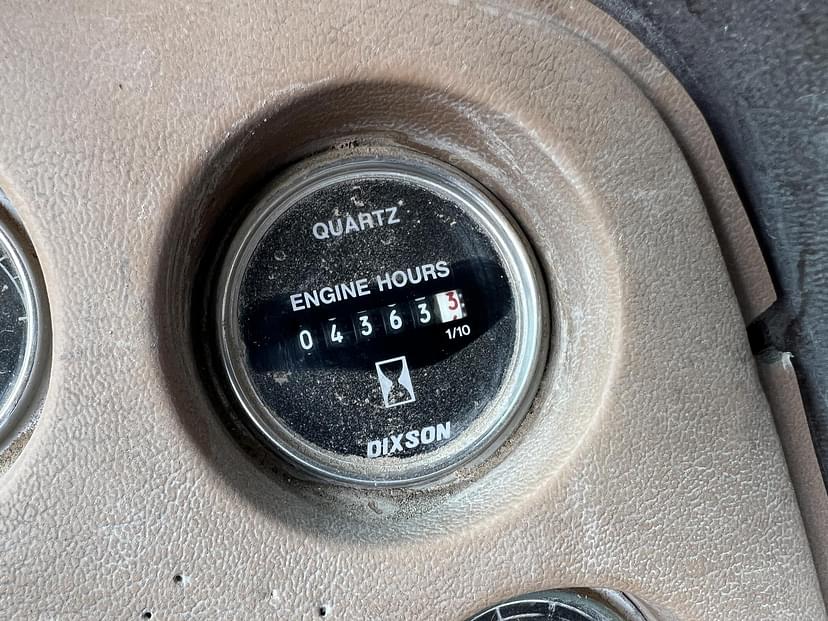 QUARTZ
ENGINE HOURS
0 4 3 6 3 3
1/10
DIXSON